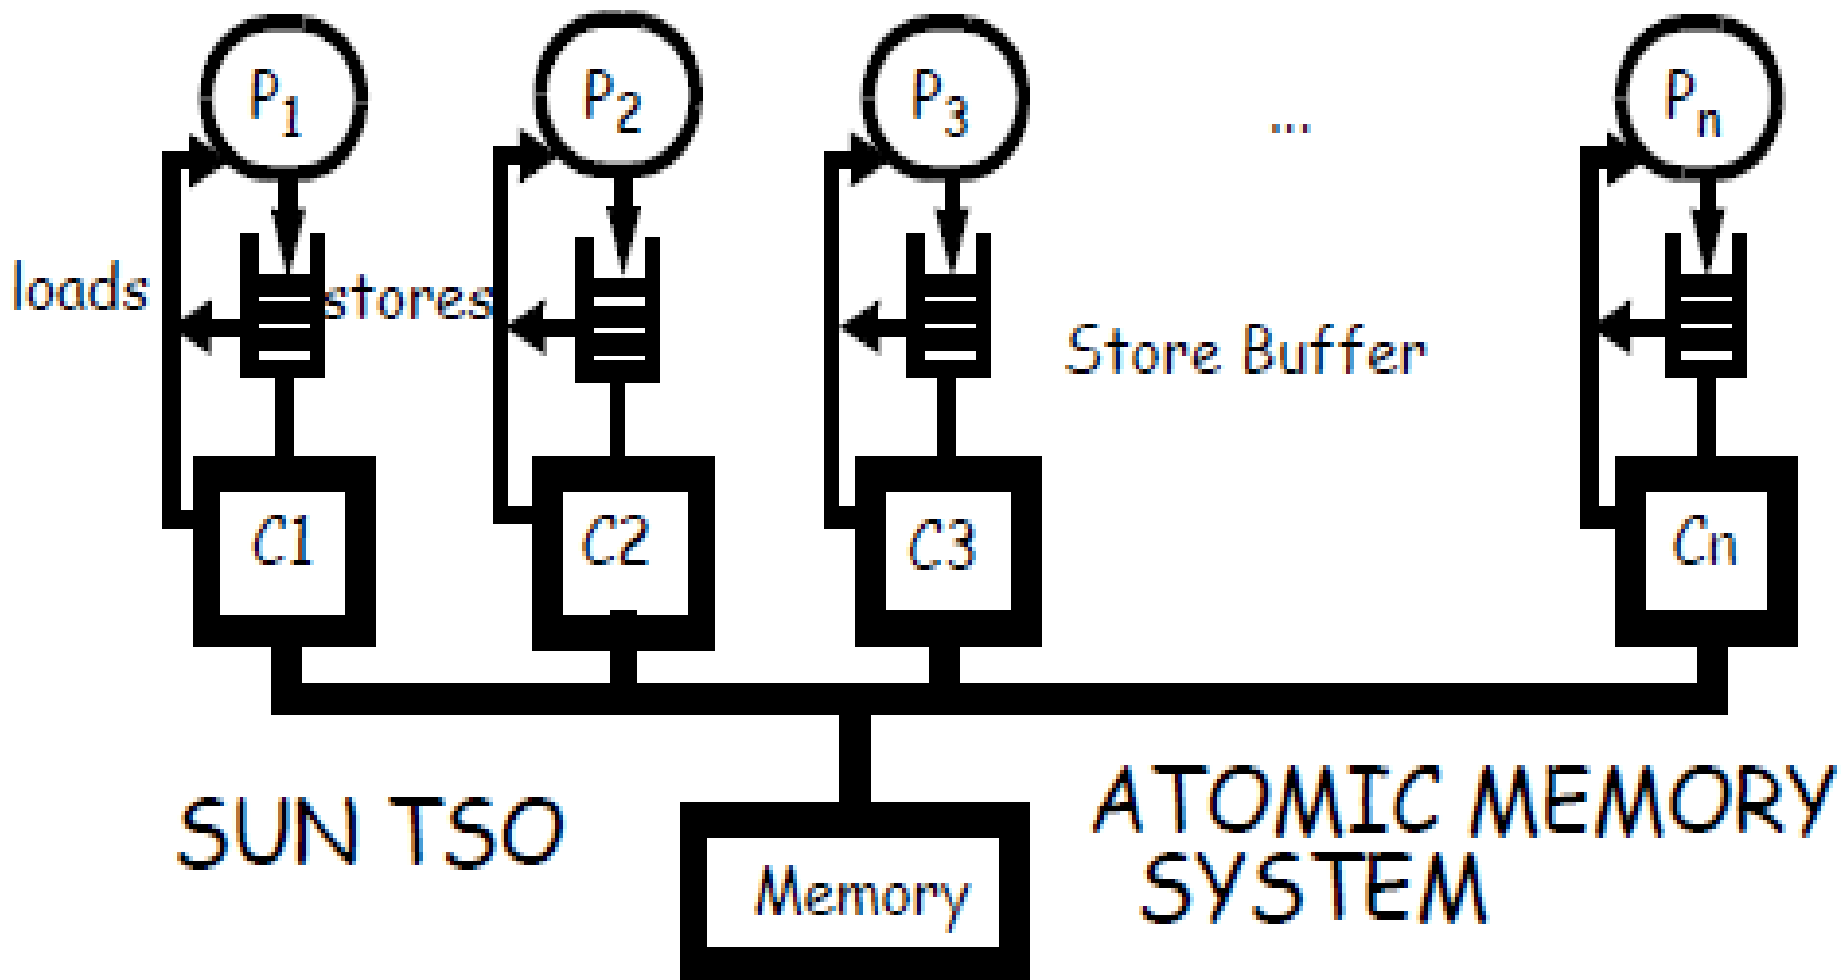 P1
P2
P3
...
Pn
loads
stores
Store Buffer
C1
C2
C3
Cn
SUN TSO
ATOMIC MEMORY
SYSTEM
Memory